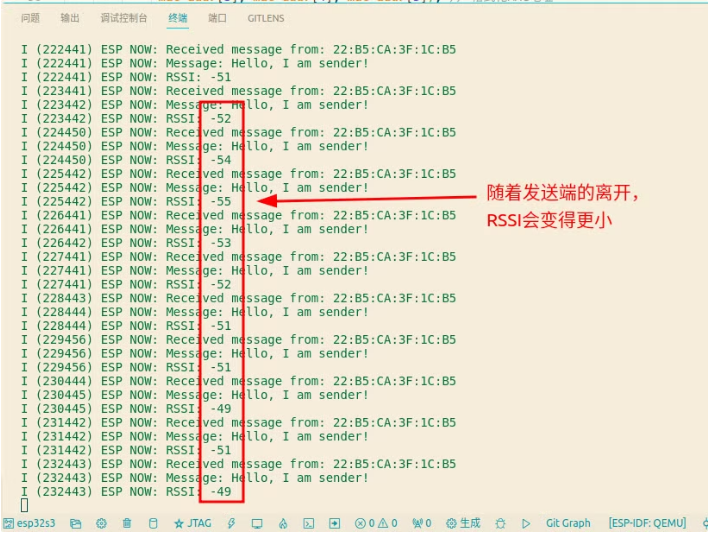 问题 输出 调试控制台 终端 端口 GITLENS
I (222441) ESP NOW: Received message from: 22:B5:CA:3F:1C:B5
I (222441) ESP NOW: Message: Hello, I am sender!
I (222441) ESP NOW: RSSI: -51
I (223441) ESP NOW: Received message from: 22:B5:CA:3F:1C:B5
I (223442) ESP NOW: Message: Hello, I am sender!
I (223442) ESP NOW: RSSI: -52
I (224450) ESP NOW: Received message from: 22:B5:CA:3F:1C:B5
I (224450) ESP NOW: Message: Hello, I am sender!
I (224450) ESP NOW: RSSI: -54
I (225442) ESP NOW: Received message from: 22:B5:CA:3F:1C:B5
I (225442) ESP NOW: Message: Hello, I am sender!
I (225442) ESP NOW: RSSI: -55
I (226441) ESP NOW: Received message from: 22:B5:CA:3F:1C:B5
I (226441) ESP NOW: Message: Hello, I am sender!
I (226442) ESP NOW: RSSI: -53
I (227441) ESP NOW: Received message from: 22:B5:CA:3F:1C:B5
I (227441) ESP NOW: Message: Hello, I am sender!
I (227441) ESP NOW: RSSI: -52
I (228443) ESP NOW: Received message from: 22:B5:CA:3F:1C:B5
I (228444) ESP NOW: Message: Hello, I am sender!
I (228444) ESP NOW: RSSI: -51
I (229456) ESP NOW: Received message from: 22:B5:CA:3F:1C:B5
I (229456) ESP NOW: Message: Hello, I am sender!
I (229456) ESP NOW: RSSI: -51
I (230444) ESP NOW: Received message from: 22:B5:CA:3F:1C:B5
I (230445) ESP NOW: Message: Hello, I am sender!
I (230445) ESP NOW: RSSI: -49
I (231442) ESP NOW: Received message from: 22:B5:CA:3F:1C:B5
I (231442) ESP NOW: Message: Hello, I am sender!
I (231442) ESP NOW: RSSI: -51
I (232443) ESP NOW: Received message from: 22:B5:CA:3F:1C:B5
I (232443) ESP NOW: Message: Hello, I am sender!
I (232443) ESP NOW: RSSI: -49
随着发送端的离开，
RSSI会变得更小
esp32s3 JTAG 0 0 0 生成 Git Graph [ESP-IDF: QEMU]